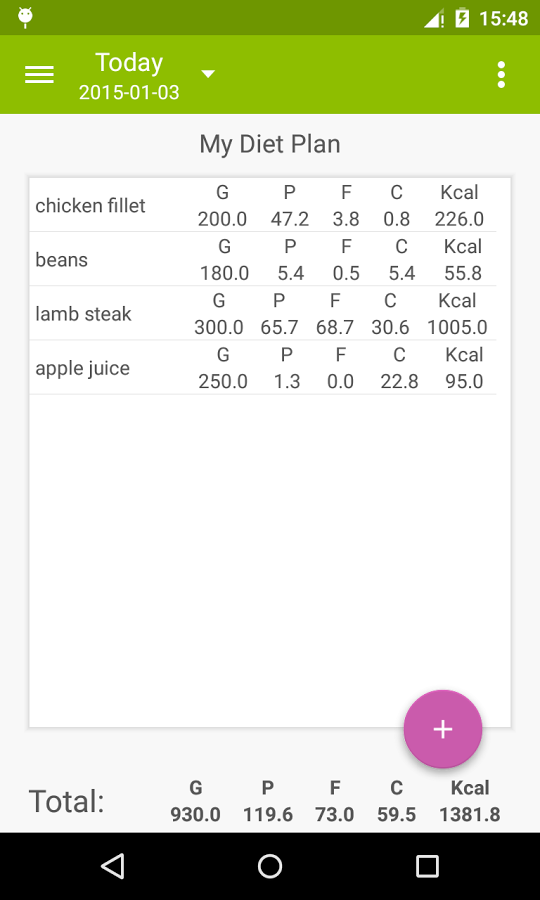 15:48
Today
2015-01-03
My Diet Plan
chicken fillet
G P F C Kcal
200.0 47.2 3.8 0.8 226.0
beans
G P F C Kcal
180.0 5.4 0.5 5.4 55.8
lamb steak
G P F C Kcal
300.0 65.7 68.7 30.6 1005.0
apple juice
G P F C Kcal
250.0 1.3 0.0 22.8 95.0
+
Total:
G P F C Kcal
930.0 119.6 73.0 59.5 1381.8